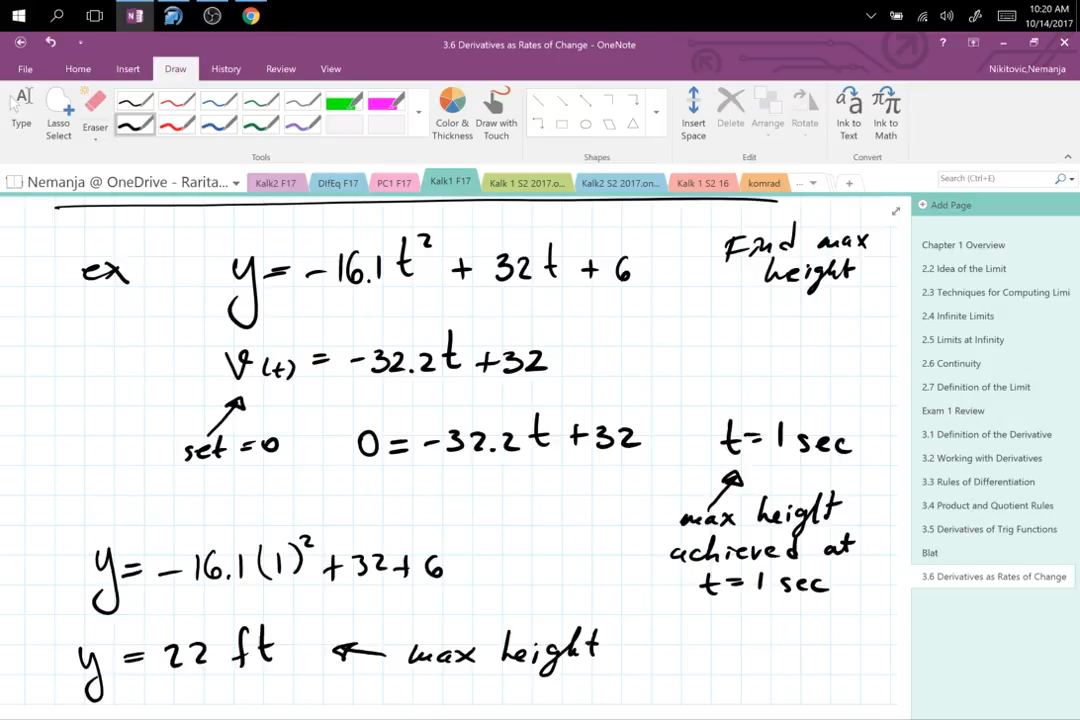 10:20 AM
10/14/2017
3.6 Derivatives as Rates of Change - OneNote
File Home Insert Draw History Review View
Nikitovic,Nemanja
Type Lasso Select Eraser
Color & Thickness Draw with Touch
Insert Space Delete Arrange Rotate Ink to Text Ink to Math
Tools Shapes Edit Convert
Nemanja @ OneDrive - Rarita... Kalk2 F17 DIfEq F17 PC1 F17 Kalk1 F17 Kalk 1 S2 2017.o... Kalk2 S2 2017.on... Kalk 1 S2 16 komrad ...
Search (Ctrl+E)
Add Page
Chapter 1 Overview
2.2 Idea of the Limit
2.3 Techniques for Computing Limi
2.4 Infinite Limits
2.5 Limits at Infinity
2.6 Continuity
2.7 Definition of the Limit
Exam 1 Review
3.1 Definition of the Derivative
3.2 Working with Derivatives
3.3 Rules of Differentiation
3.4 Product and Quotient Rules
3.5 Derivatives of Trig Functions
Blat
3.6 Derivatives as Rates of Change
ex y = -16.1t² + 32t + 6
Find max
height
v(t) = -32.2t + 32
set = 0
0 = -32.2t + 32
t = 1 sec
max height
achieved at
t = 1 sec
y = -16.1(1)² + 32 + 6
y = 22 ft ← max height